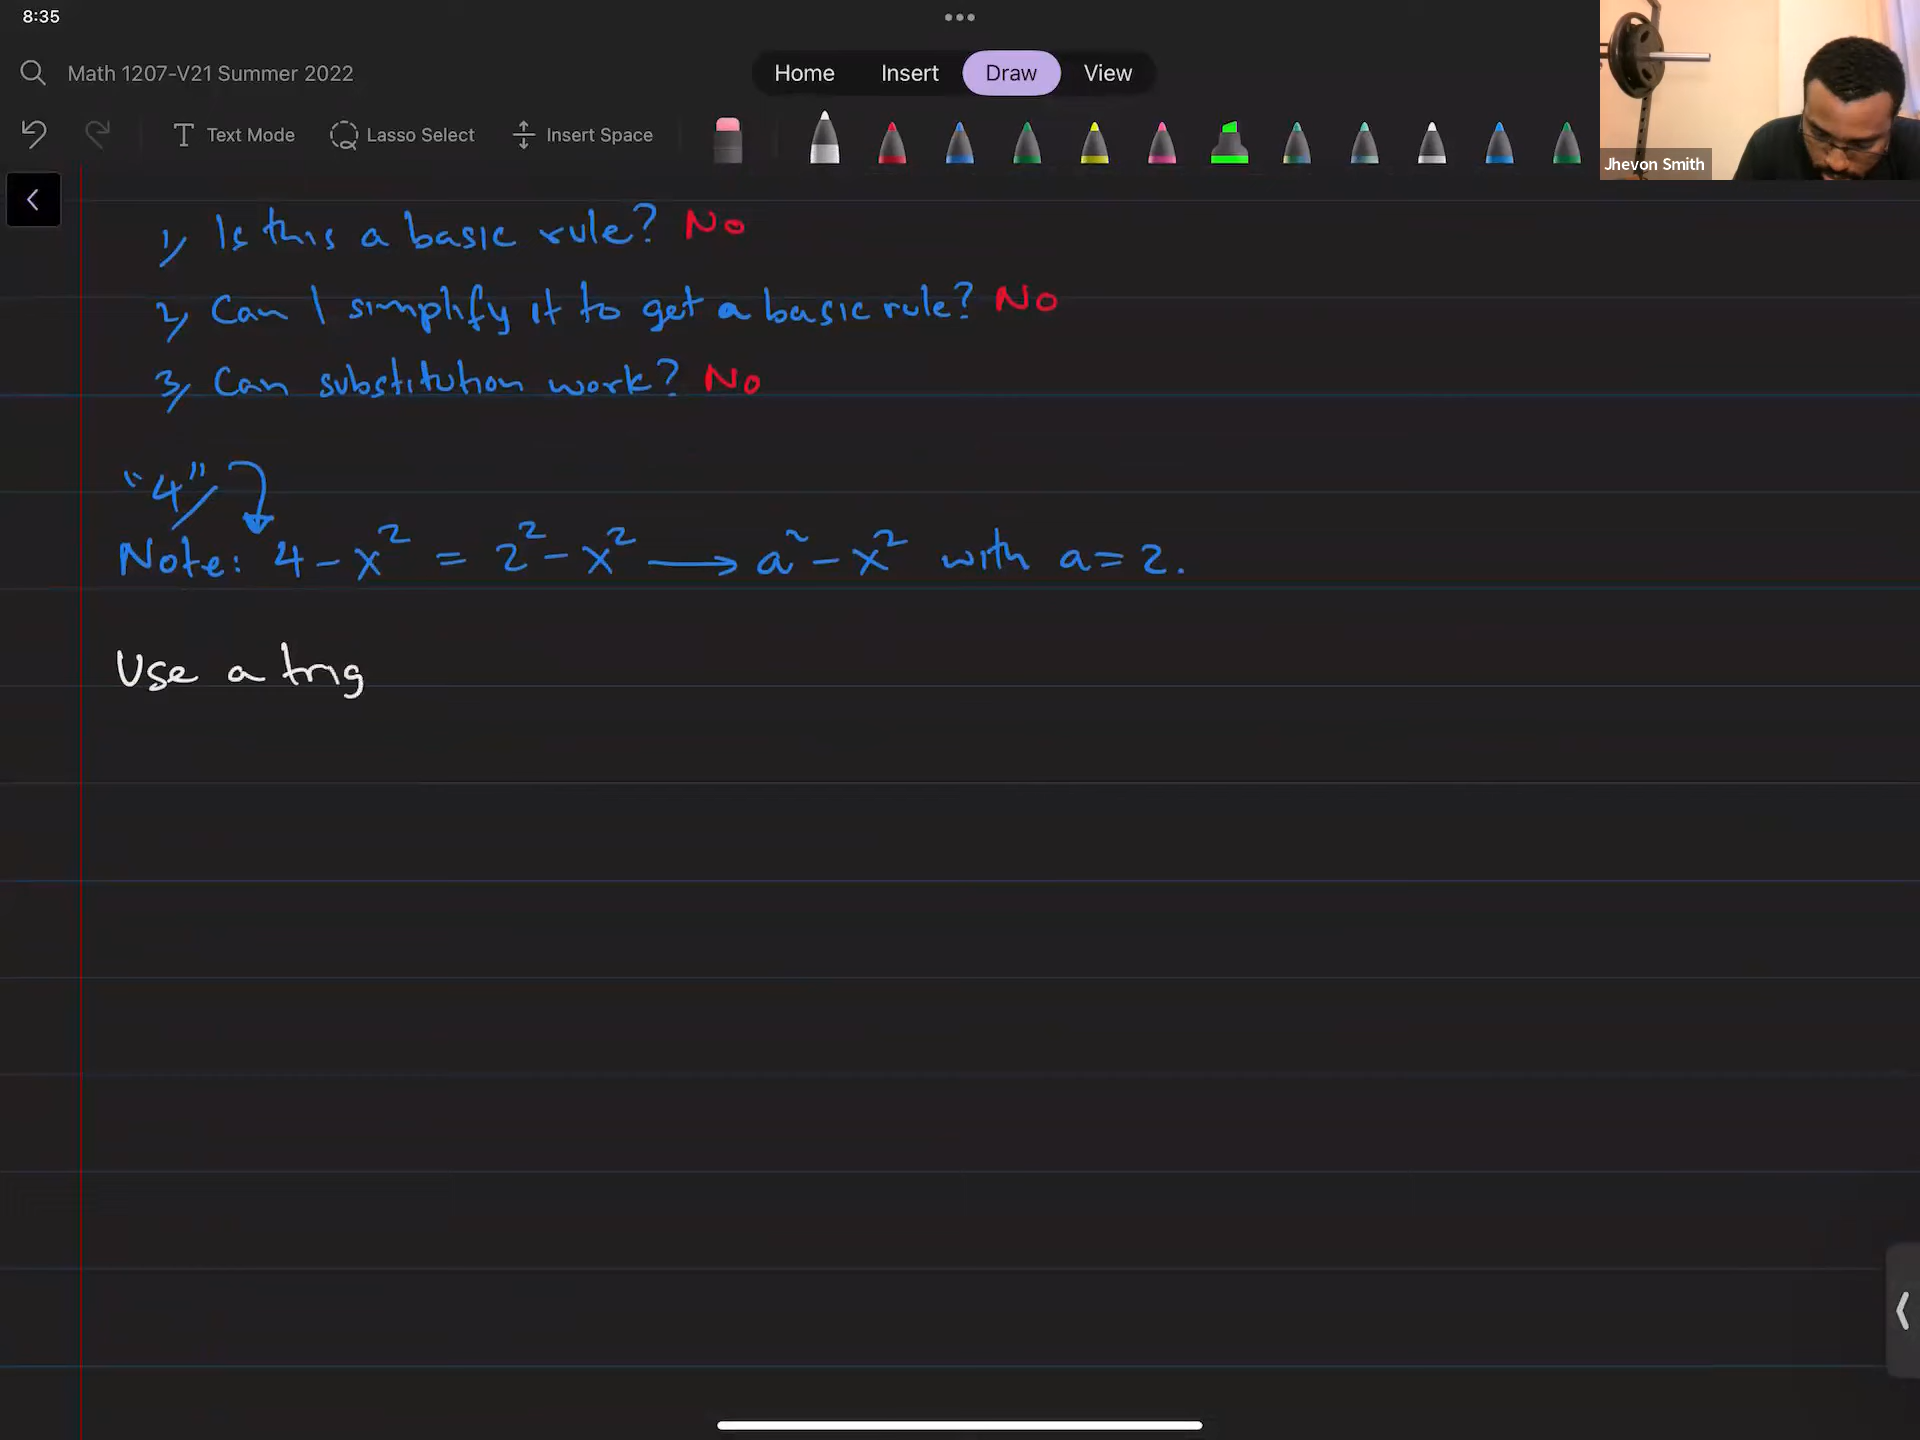 8:35
Math 1207-V21 Summer 2022
Home Insert Draw View
Text Mode Lasso Select Insert Space
Jhevon Smith
1, Is this a basic rule? No
2, Can I simplify it to get a basic rule? No
3, Can substitution work? No
"4"
Note: 4 - x² = 2² - x² ⟶ a² - x² with a = 2.
Use a trig